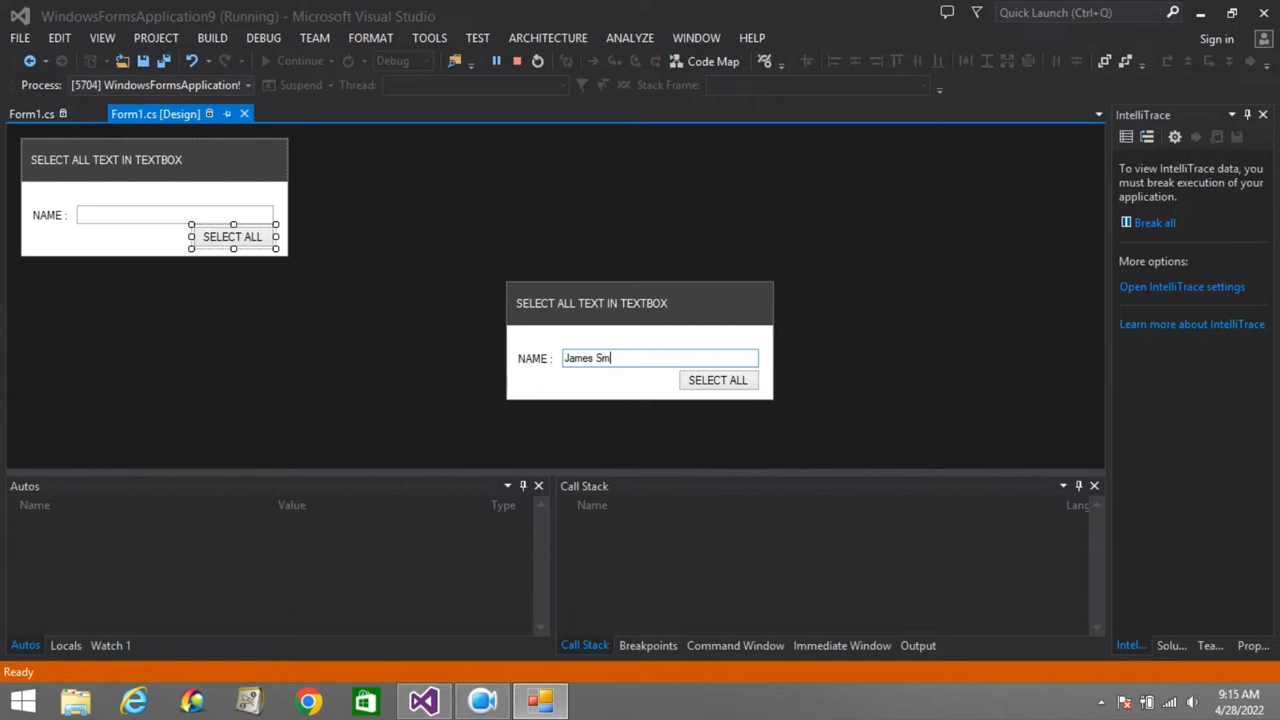 WindowsFormsApplication9 (Running) - Microsoft Visual Studio
Quick Launch (Ctrl+Q)
FILE EDIT VIEW PROJECT BUILD DEBUG TEAM FORMAT TOOLS TEST ARCHITECTURE ANALYZE WINDOW HELP
Sign in
Continue Debug Code Map
Process: [5704] WindowsFormsApplication! Suspend Thread: Stack Frame:
Form1.cs Form1.cs [Design]
IntelliTrace
SELECT ALL TEXT IN TEXTBOX
NAME :
SELECT ALL
SELECT ALL TEXT IN TEXTBOX
NAME : James Sm
SELECT ALL
To view IntelliTrace data, you
must break execution of your
application.
Break all
More options:
Open IntelliTrace settings
Learn more about IntelliTrace
Autos
Name Value Type
Call Stack
Name Lang
Autos Locals Watch 1
Call Stack Breakpoints Command Window Immediate Window Output
Intel... Solu... Tea... Prop...
Ready
9:15 AM
4/28/2022